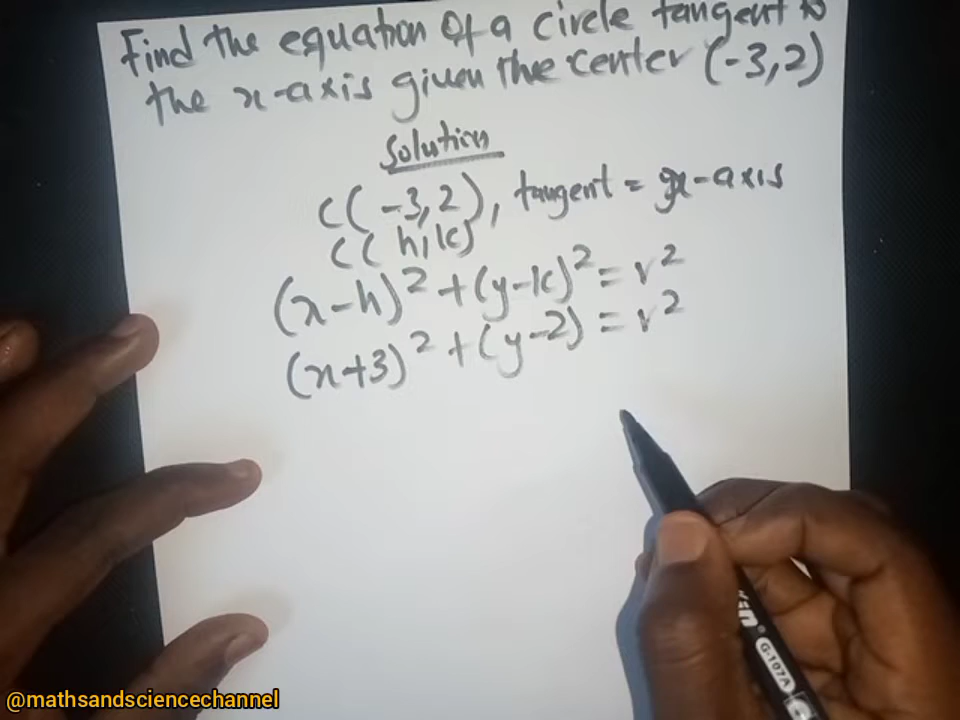 Find the equation of a circle tangent to
the x-axis given the center (-3,2)
Solution
C(-3,2), tangent = x-axis
C(h,k)
(x-h)² + (y-k)² = r²
(x+3)² + (y-2) = r²
G-107A
@mathsandsciencechannel